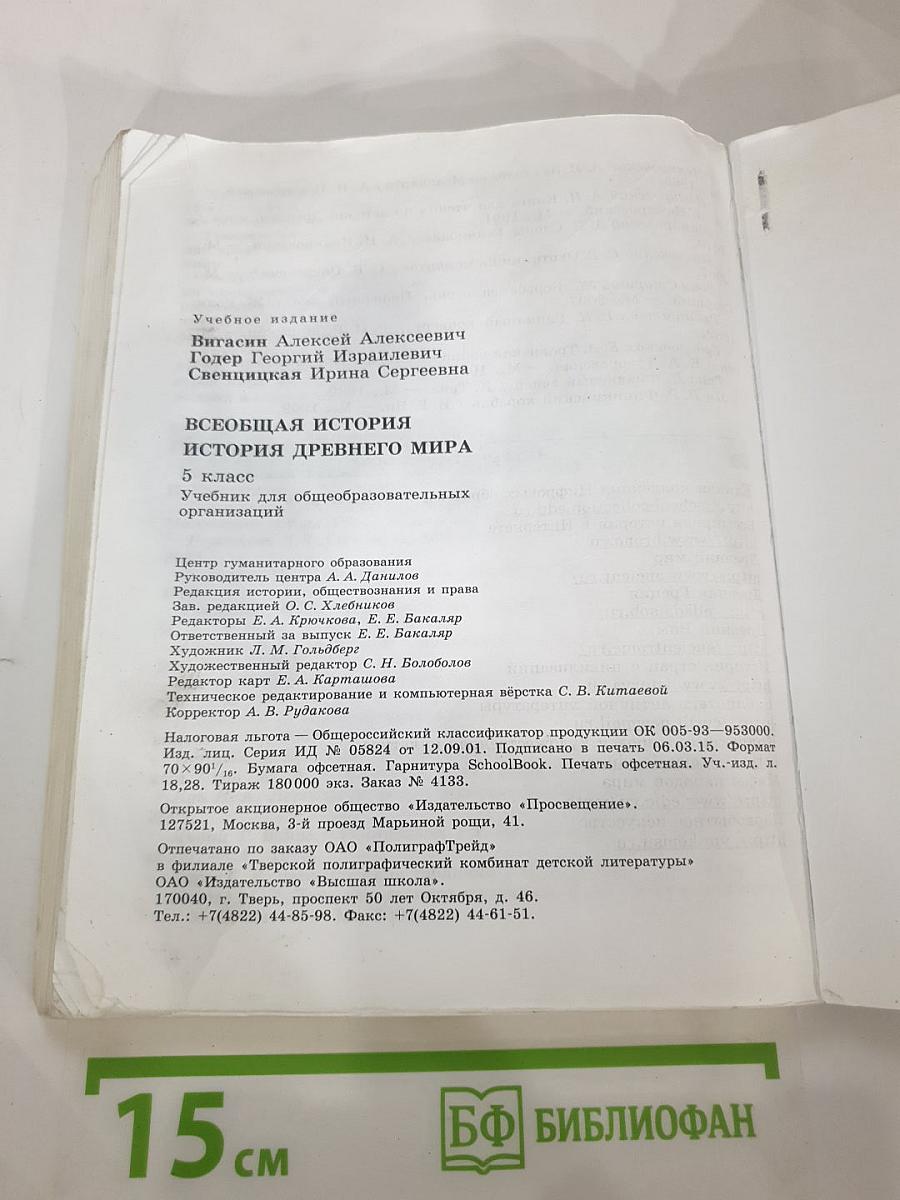 Учебное издание
Вигасин Алексей Алексеевич
Годер Георгий Израилевич
Свенцицкая Ирина Сергеевна
ВСЕОБЩАЯ ИСТОРИЯ
ИСТОРИЯ ДРЕВНЕГО МИРА
5 класс
Учебник для общеобразовательных
организаций
Центр гуманитарного образования
Руководитель центра А. А. Данилов
Редакция истории, обществознания и права
Зав. редакцией О. С. Хлебников
Редакторы Е. А. Крючкова, Е. Е. Бакаляр
Ответственный за выпуск Е. Е. Бакаляр
Художник Л. М. Гольдберг
Художественный редактор С. Н. Болоболов
Редактор карт Е. А. Карташова
Техническое редактирование и компьютерная вёрстка С. В. Китаевой
Корректор А. В. Рудакова
Налоговая льгота — Общероссийский классификатор продукции ОК 005-93—953000.
Изд. лиц. Серия ИД № 05824 от 12.09.01. Подписано в печать 06.03.15. Формат
70×90¹/₁₆. Бумага офсетная. Гарнитура SchoolBook. Печать офсетная. Уч.-изд. л.
18,28. Тираж 180 000 экз. Заказ № 4133.
Открытое акционерное общество «Издательство «Просвещение».
127521, Москва, 3-й проезд Марьиной рощи, 41.
Отпечатано по заказу ОАО «ПолиграфТрейд»
в филиале «Тверской полиграфический комбинат детской литературы»
ОАО «Издательство «Высшая школа».
170040, г. Тверь, проспект 50 лет Октября, д. 46.
Тел.: +7(4822) 44-85-98. Факс: +7(4822) 44-61-51.
15 см
БФ БИБЛИОФАН